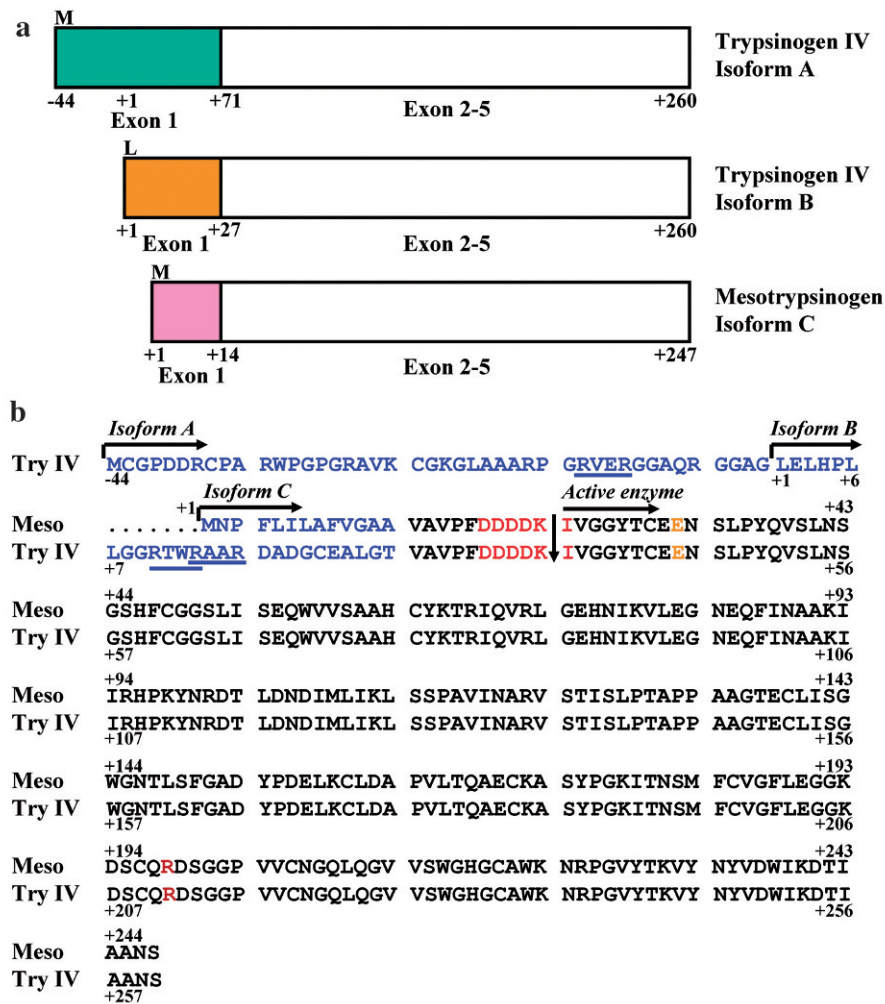 a
M
Trypsinogen IV
Isoform A
-44 +1 +71 +260
Exon 1 Exon 2-5
L
Trypsinogen IV
Isoform B
+1 +27 +260
Exon 1 Exon 2-5
M
Mesotrypsinogen
Isoform C
+1 +14 +247
Exon 1 Exon 2-5
b
Isoform A Isoform B
Try IV MCGPDDRCPA RWPGPGRAVK CGKGLAAARP GRVERGGAQR GGAGLELHPL
-44 +1 +6
+1 Isoform C Active enzyme +43
Meso .......MNP FLILAFVGAA VAVPFDDDDK IVGGYTCEEN SLPYQVSLNS
Try IV LGGRTWRAAR DADGCEALGT VAVPFDDDDK IVGGYTCEEN SLPYQVSLNS
+7 +56
+44 +93
Meso GSHFCGGSLI SEQWVVSAAH CYKTRIQVRL GEHNIKVLEG NEQFINAAKI
Try IV GSHFCGGSLI SEQWVVSAAH CYKTRIQVRL GEHNIKVLEG NEQFINAAKI
+57 +106
+94 +143
Meso IRHPKYNRDT LDNDIMLIKL SSPAVINARV STISLPTAPP AAGTECLISG
Try IV IRHPKYNRDT LDNDIMLIKL SSPAVINARV STISLPTAPP AAGTECLISG
+107 +156
+144 +193
Meso WGNTLSFGAD YPDELKCLDA PVLTQAECKA SYPGKITNSM FCVGFLEGGK
Try IV WGNTLSFGAD YPDELKCLDA PVLTQAECKA SYPGKITNSM FCVGFLEGGK
+157 +206
+194 +243
Meso DSCQRDSGGP VVCNGQLQGV VSWGHGCAWK NRPGVYTKVY NYVDWIKDTI
Try IV DSCQRDSGGP VVCNGQLQGV VSWGHGCAWK NRPGVYTKVY NYVDWIKDTI
+207 +256
+244
Meso AANS
Try IV AANS
+257